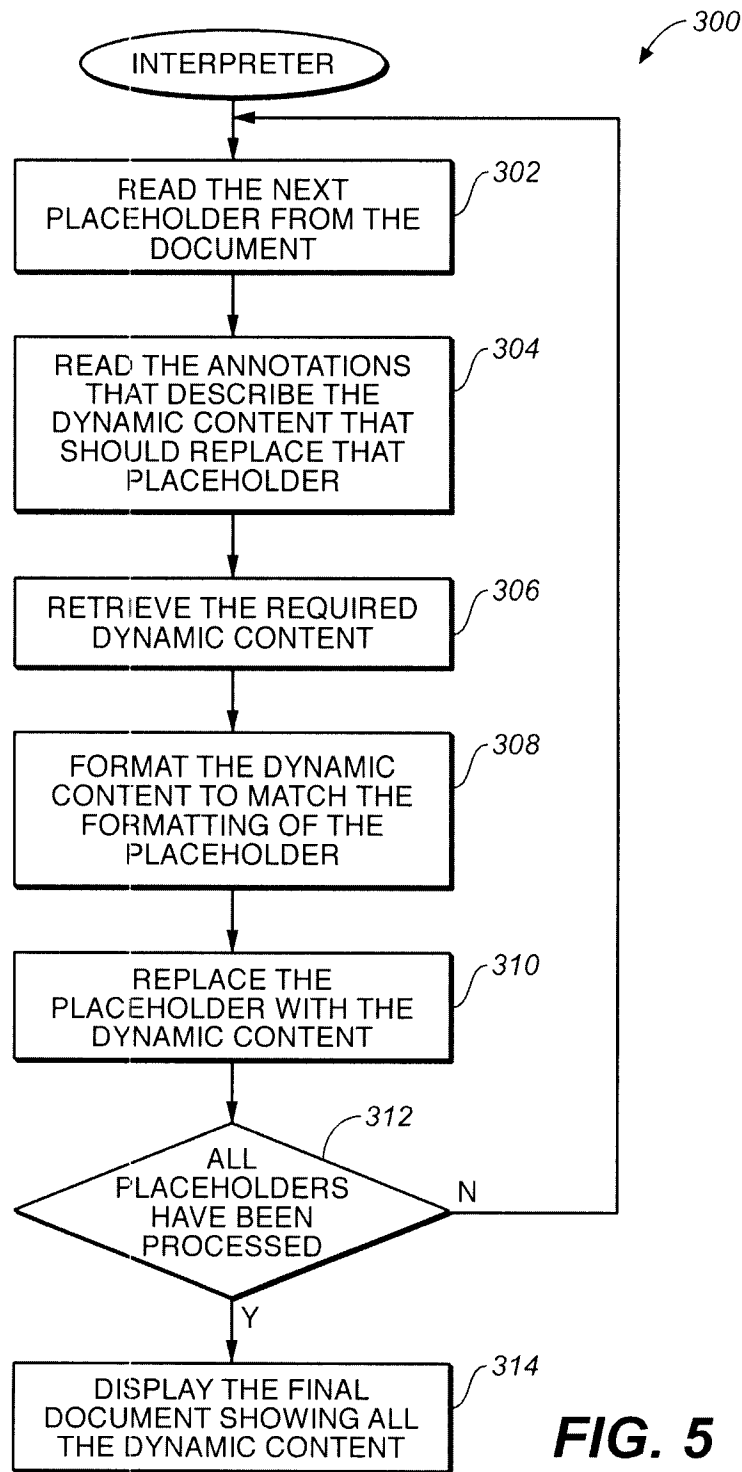 300
INTERPRETER
302
READ THE NEXT
PLACEHOLDER FROM THE
DOCUMENT
304
READ THE ANNOTATIONS
THAT DESCRIBE THE
DYNAMIC CONTENT THAT
SHOULD REPLACE THAT
PLACEHOLDER
306
RETRIEVE THE REQUIRED
DYNAMIC CONTENT
308
FORMAT THE DYNAMIC
CONTENT TO MATCH THE
FORMATTING OF THE
PLACEHOLDER
310
REPLACE THE
PLACEHOLDER WITH THE
DYNAMIC CONTENT
312
ALL
PLACEHOLDERS
HAVE BEEN
PROCESSED
N
Y
314
DISPLAY THE FINAL
DOCUMENT SHOWING ALL
THE DYNAMIC CONTENT
FIG. 5